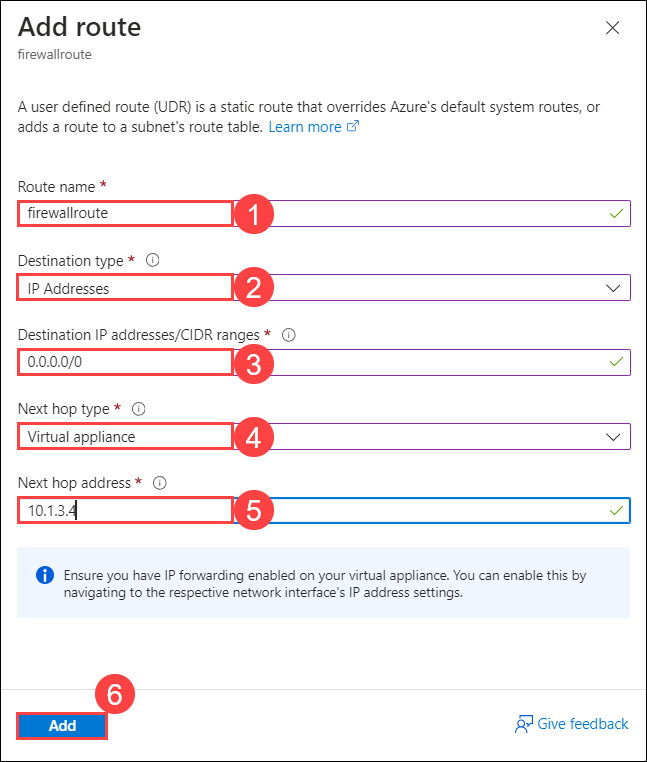 Add route
firewallroute
A user defined route (UDR) is a static route that overrides Azure's default system routes, or
adds a route to a subnet's route table. Learn more
Route name *
firewallroute
1
Destination type *
IP Addresses
2
Destination IP addresses/CIDR ranges *
0.0.0.0/0
3
Next hop type *
Virtual appliance
4
Next hop address *
10.1.3.4
5
Ensure you have IP forwarding enabled on your virtual appliance. You can enable this by
navigating to the respective network interface's IP address settings.
6
Add
Give feedback